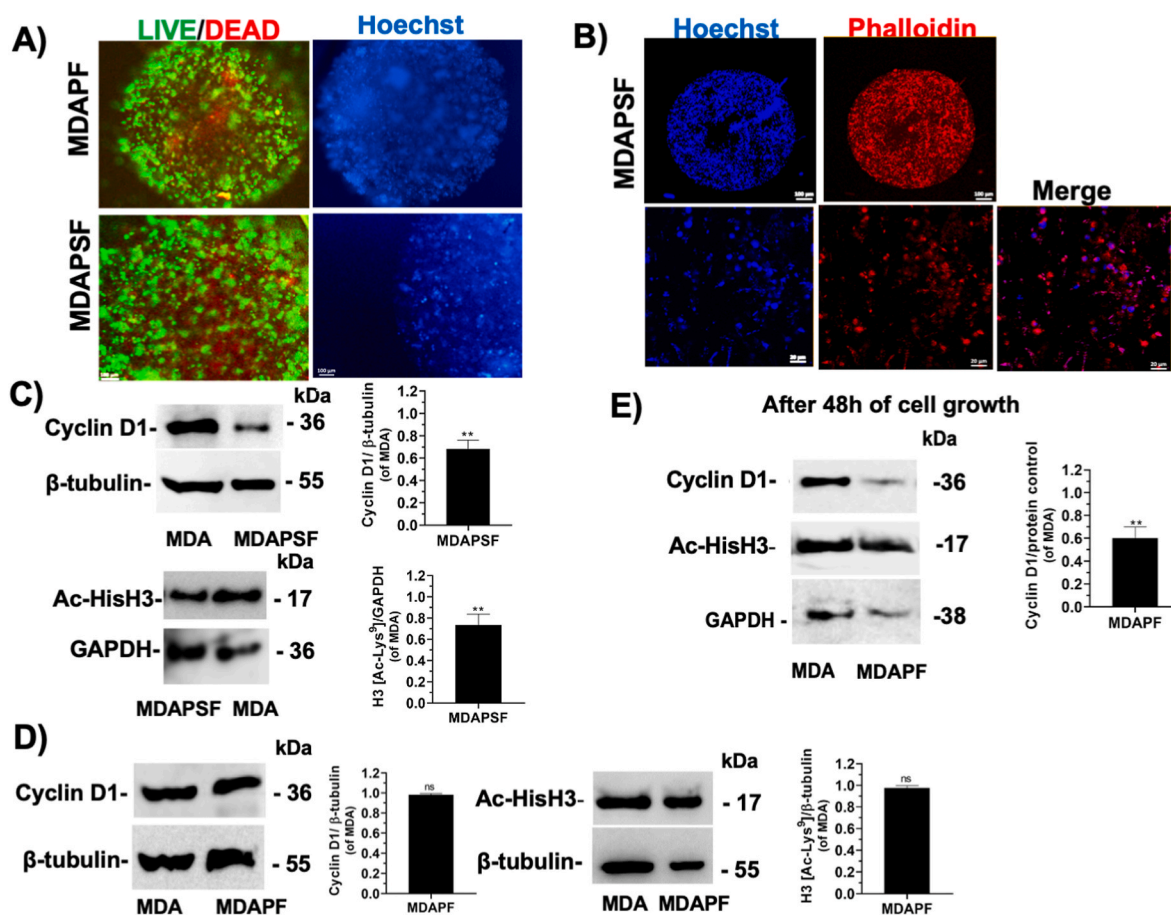 A)
LIVE/DEAD
Hoechst
MDAPF
MDAPSF
100 µm
B)
Hoechst
Phalloidin
MDAPSF
100 µm
100 µm
Merge
20 µm
20 µm
20 µm
C)
kDa
Cyclin D1-
- 36
β-tubulin-
- 55
MDA MDAPSF
Cyclin D1/ β-tubulin
(of MDA)
1.2
1.0
0.8
0.6
0.4
0.2
0.0
**
MDAPSF
kDa
Ac-HisH3-
- 17
GAPDH-
- 36
MDAPSF MDA
H3 [Ac-Lys⁹]/GAPDH
(of MDA)
1.2
1.0
0.8
0.6
0.4
0.2
0.0
**
MDAPSF
D)
kDa
Cyclin D1-
- 36
β-tubulin-
- 55
MDA MDAPF
Cyclin D1/ β-tubulin
(of MDA)
1.2
1.0
0.8
0.6
0.4
0.2
0.0
ns
MDAPF
kDa
Ac-HisH3-
- 17
β-tubulin-
- 55
MDA MDAPF
H3 [Ac-Lys⁹]/β-tubulin
(of MDA)
1.2
1.0
0.8
0.6
0.4
0.2
0.0
ns
MDAPF
E)
After 48h of cell growth
kDa
Cyclin D1-
-36
Ac-HisH3-
-17
GAPDH -
-38
MDA MDAPF
Cyclin D1/protein control
(of MDA)
1.2
1.0
0.8
0.6
0.4
0.2
0.0
**
MDAPF